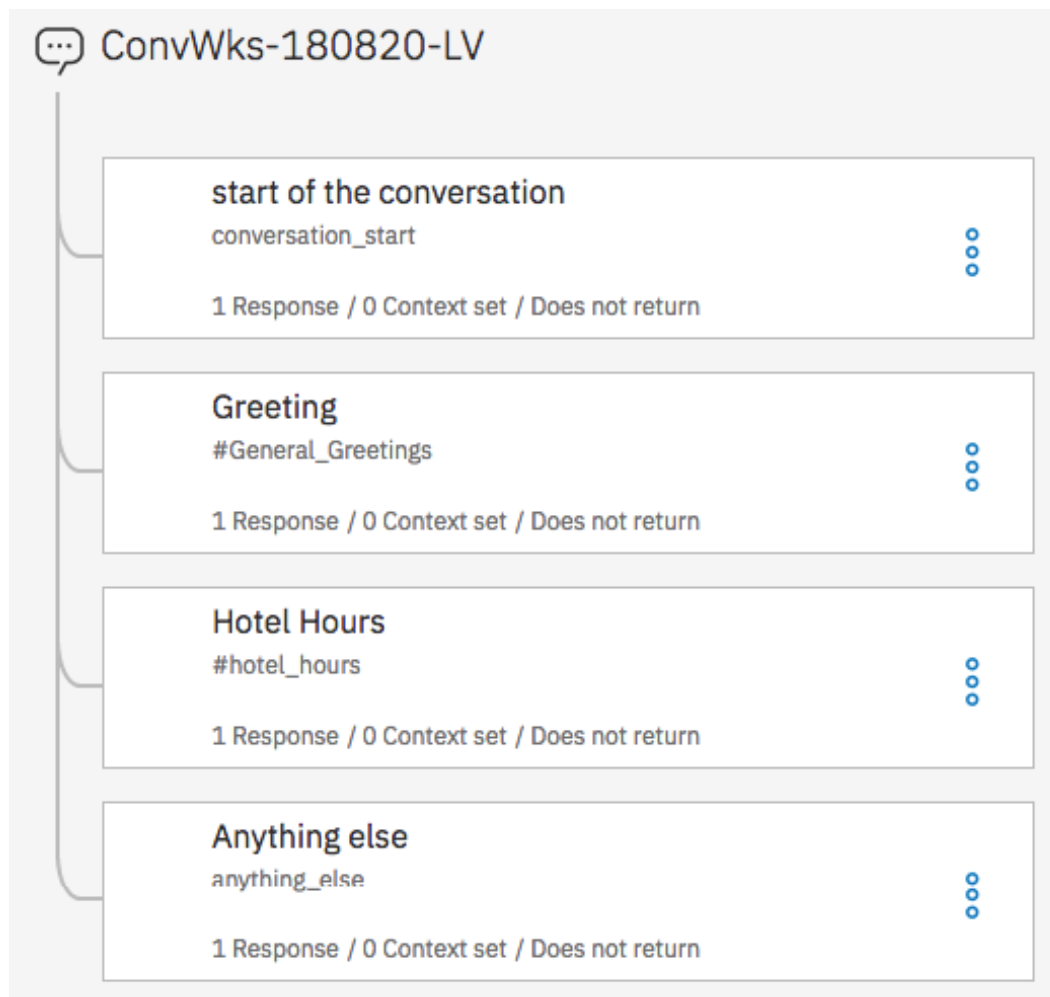 ConvWks-180820-LV
start of the conversation
conversation_start
1 Response / 0 Context set / Does not return
Greeting
#General_Greetings
1 Response / 0 Context set / Does not return
Hotel Hours
#hotel_hours
1 Response / 0 Context set / Does not return
Anything else
anything_else
1 Response / 0 Context set / Does not return